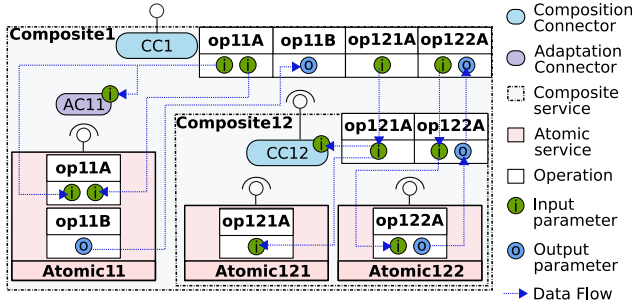 Composite1
CC1
op11A op11B op121A op122A
i i o i i o
AC11 i
Composite12
op121A op122A
CC12 i
i i o
op11A
i i
op11B
o
Atomic11
op121A
i
Atomic121
op122A
i o
Atomic122
Composition
Connector
Adaptation
Connector
Composite
service
Atomic
service
Operation
i Input
parameter
o Output
parameter
Data Flow